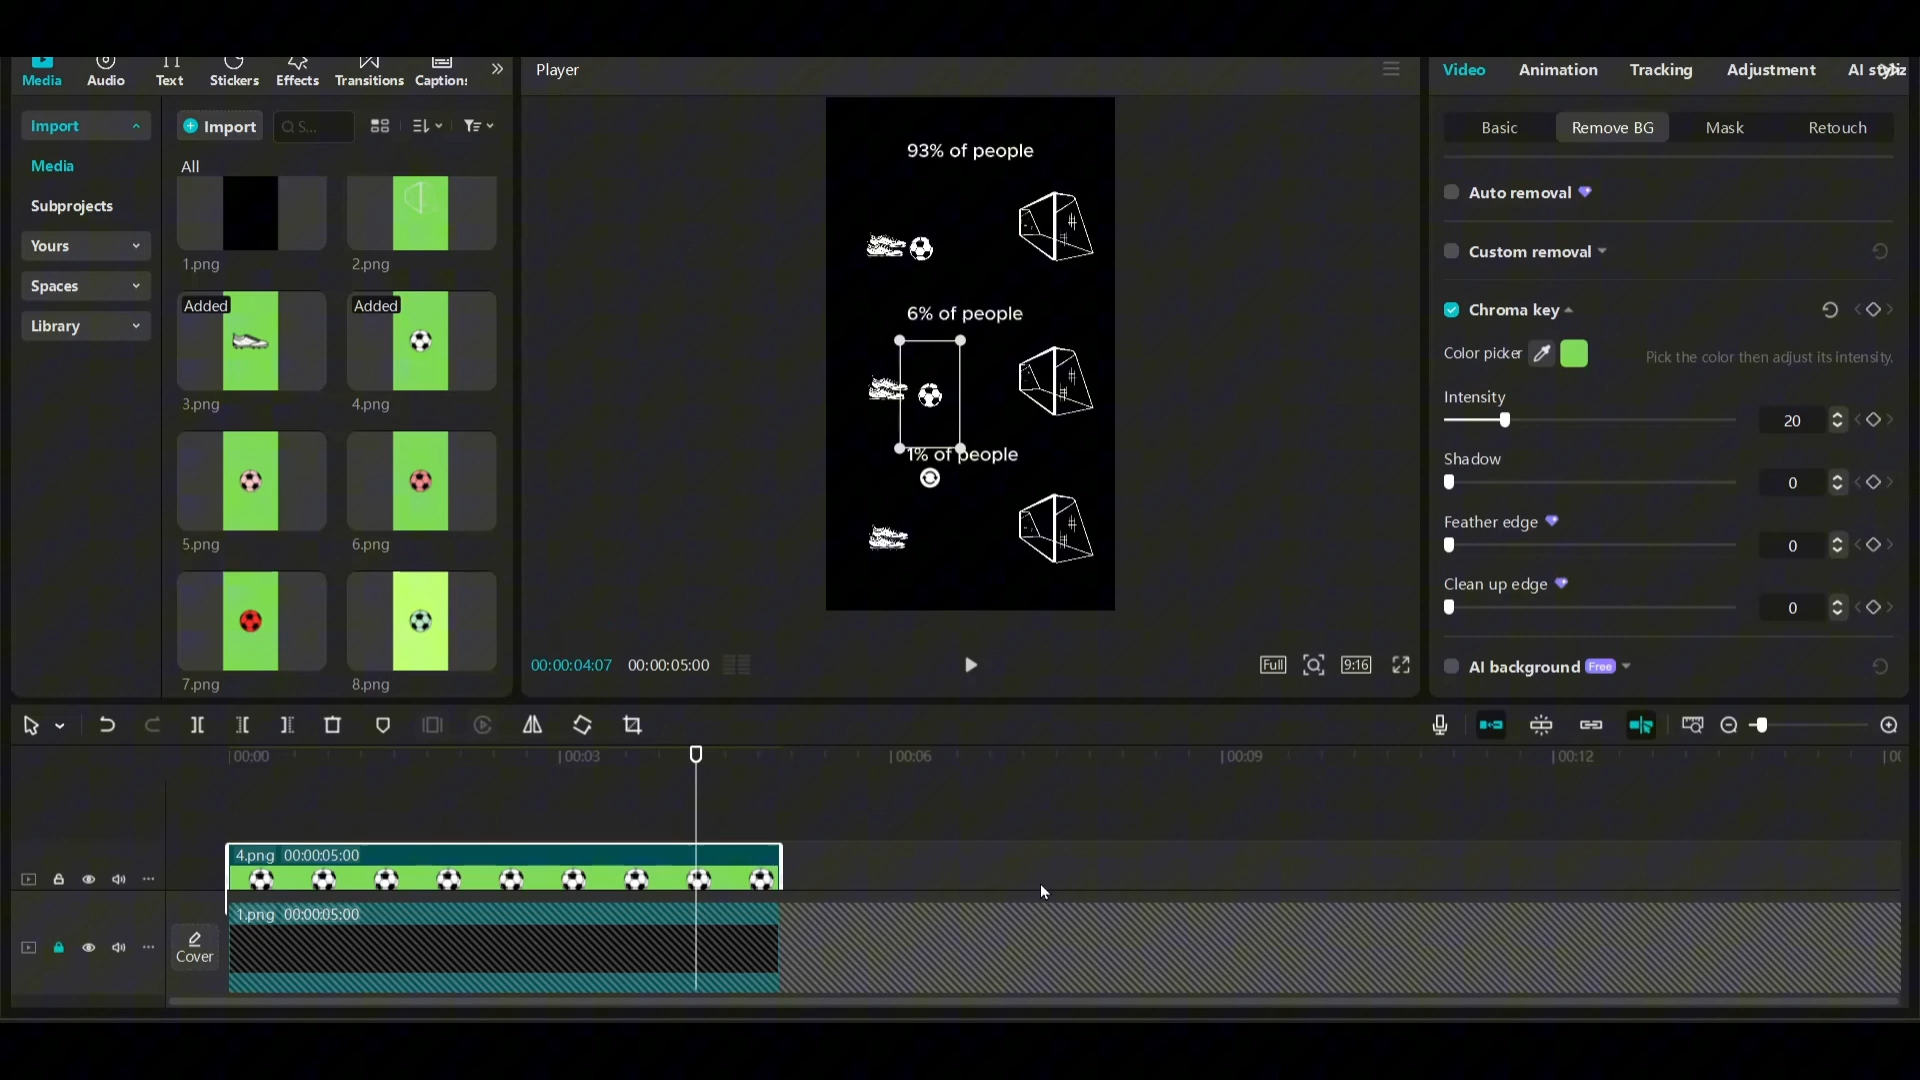 Media Audio Text Stickers Effects Transitions Captions
Player
Video Animation Tracking Adjustment
Import
Media
Subprojects
Yours
Spaces
Library
Import
S...
All
1.png 2.png
Added Added
3.png 4.png
5.png 6.png
7.png 8.png
93% of people
6% of people
1% of people
00:00:04:07 00:00:05:00
Full
9:16
Basic Remove BG Mask Retouch
Auto removal
Custom removal
Chroma key
Color picker Pick the color then adjust its intensity.
Intensity
20
Shadow
0
Feather edge
0
Clean up edge
0
AI background Free
00:00 00:03 00:06 00:09 00:12
4.png 00:00:05:00
1.png 00:00:05:00
Cover